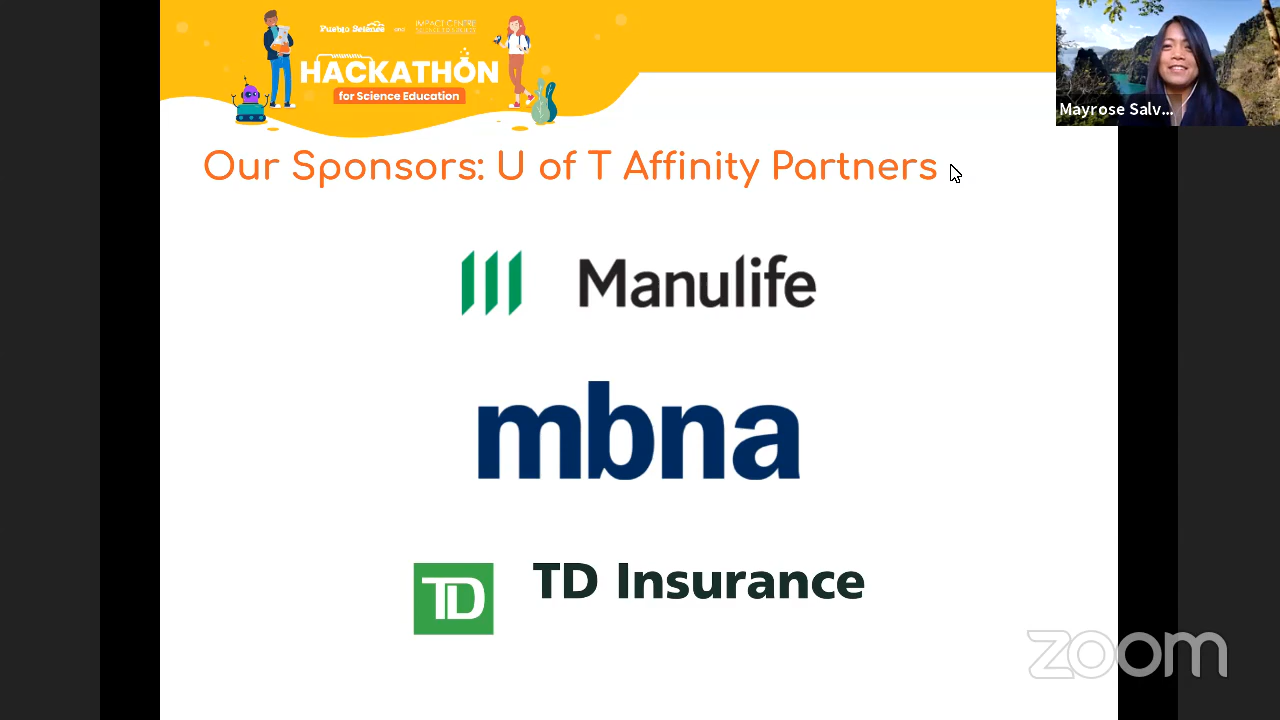 Pueblo Science and IMPACT CENTRE
HACKATHON
for Science Education
Mayrose Salv...
Our Sponsors: U of T Affinity Partners
Manulife
mbna
TD TD Insurance
zoom